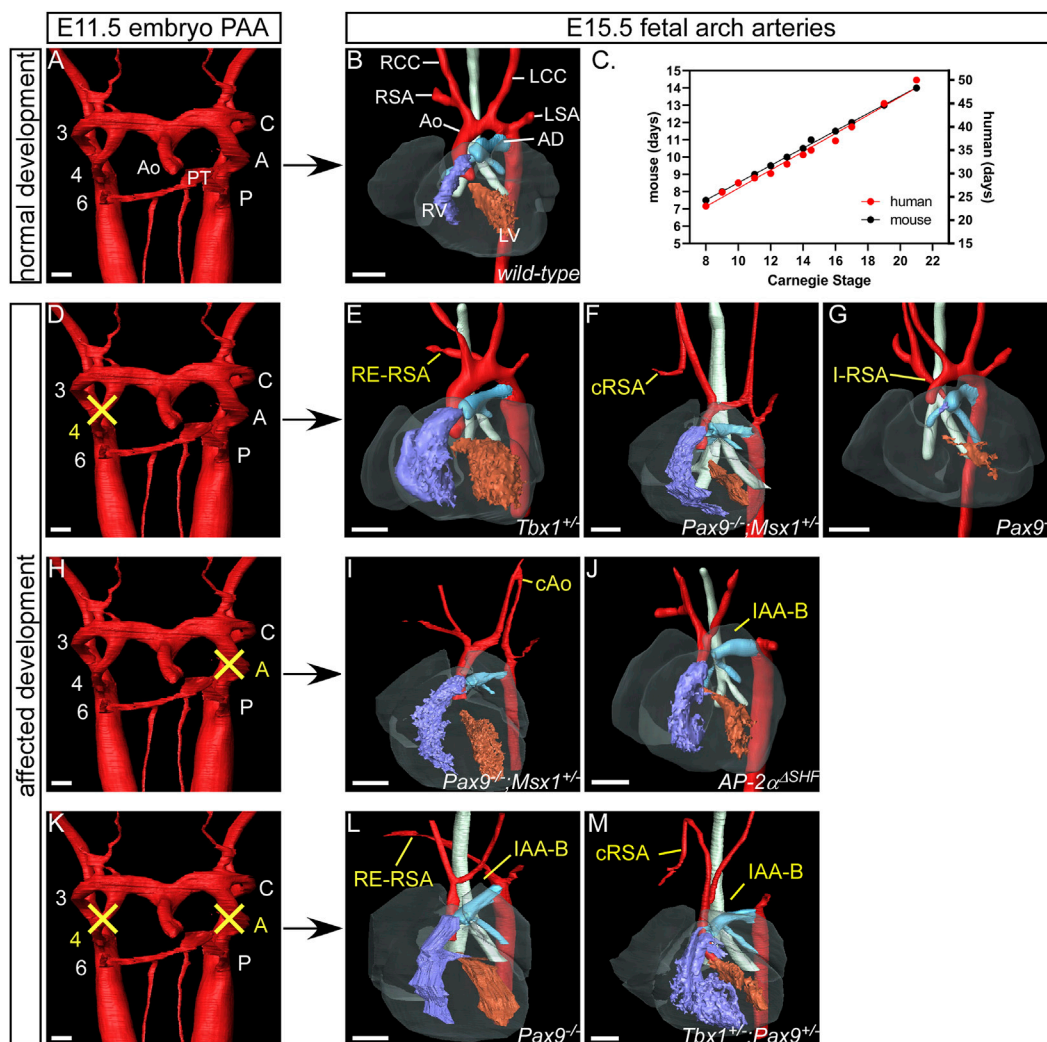 E11.5 embryo PAA
E15.5 fetal arch arteries
normal development
A
3
4
6
Ao
PT
C
A
P
B
RCC
LCC
RSA
LSA
Ao
AD
RV
LV
wild-type
C.
15
14
13
12
11
10
9
8
7
6
5
mouse (days)
50
45
40
35
30
25
20
15
human (days)
human
mouse
8 10 12 14 16 18 20 22
Carnegie Stage
affected development
D
3
4
6
C
A
P
E
RE-RSA
Tbx1+/-
F
cRSA
Pax9-/-;Msx1+/-
G
I-RSA
Pax9-
H
3
4
6
C
A
P
I
cAo
Pax9-/-;Msx1+/-
J
IAA-B
AP-2αΔSHF
K
3
4
6
C
A
P
L
RE-RSA
IAA-B
Pax9-/-
M
cRSA
IAA-B
Tbx1+/-;Pax9+/-